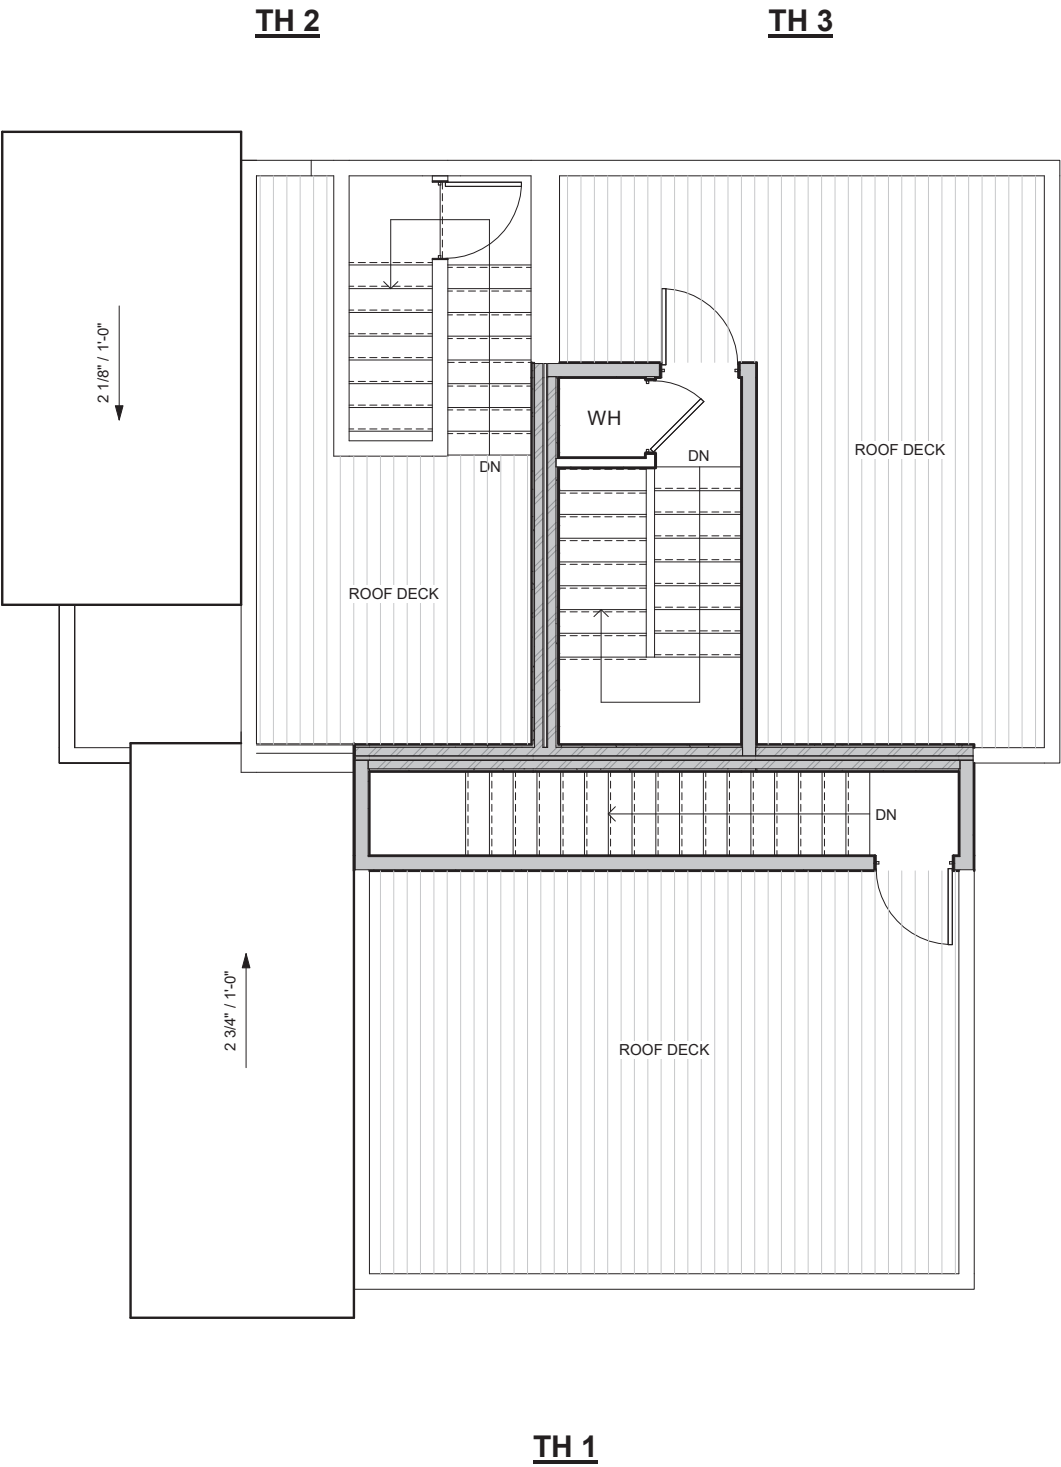 TH 2
TH 3
2 1/8" / 1'-0"
WH
DN
DN
ROOF DECK
ROOF DECK
DN
2 3/4" / 1'-0"
ROOF DECK
TH 1